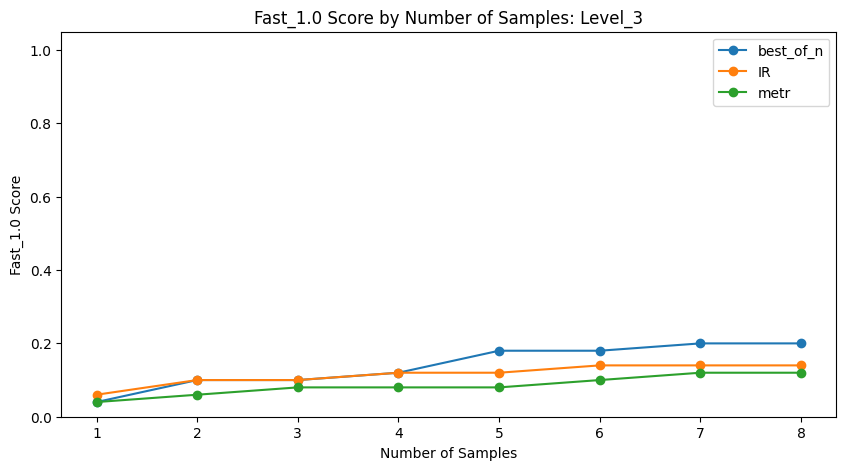 Fast_1.0 Score by Number of Samples: Level_3
best_of_n
IR
metr
Fast_1.0 Score
1.0
0.8
0.6
0.4
0.2
0.0
1 2 3 4 5 6 7 8
Number of Samples